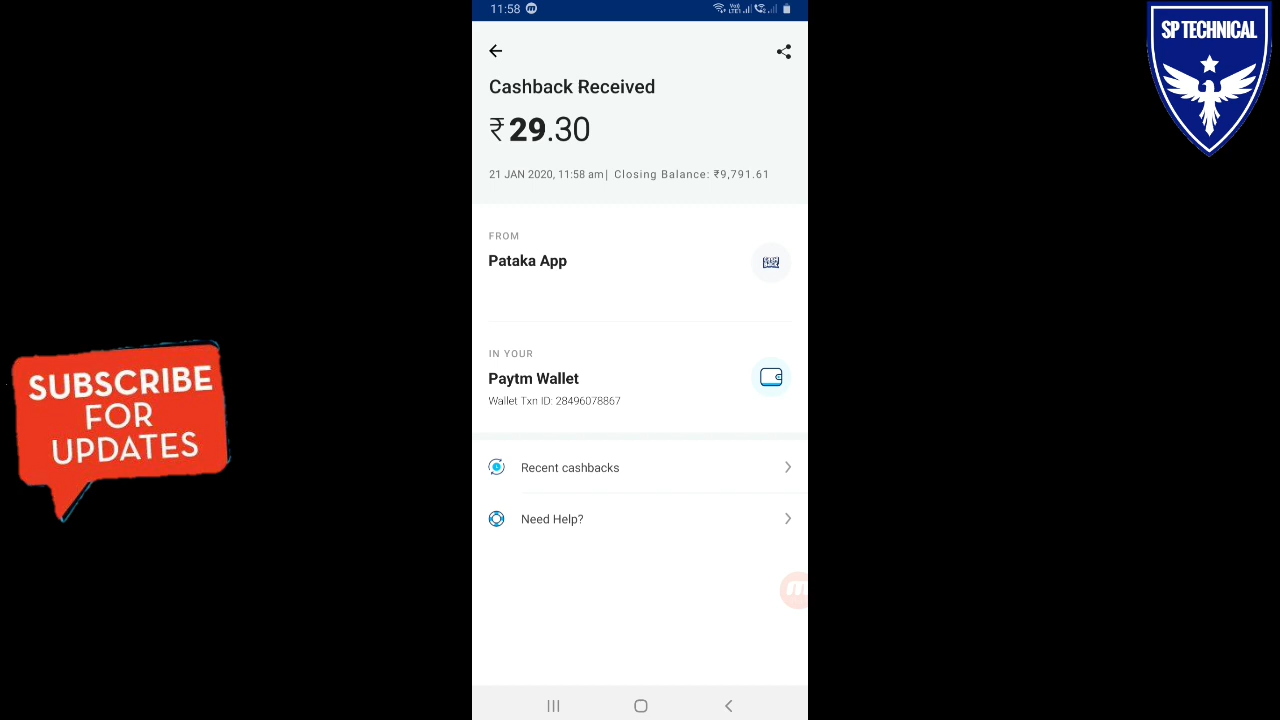 11:58
SP TECHNICAL
Cashback Received
₹29.30
21 JAN 2020, 11:58 am| Closing Balance: ₹9,791.61
FROM
Pataka App
IN YOUR
Paytm Wallet
Wallet Txn ID: 28496078867
Recent cashbacks
Need Help?
SUBSCRIBE
FOR
UPDATES